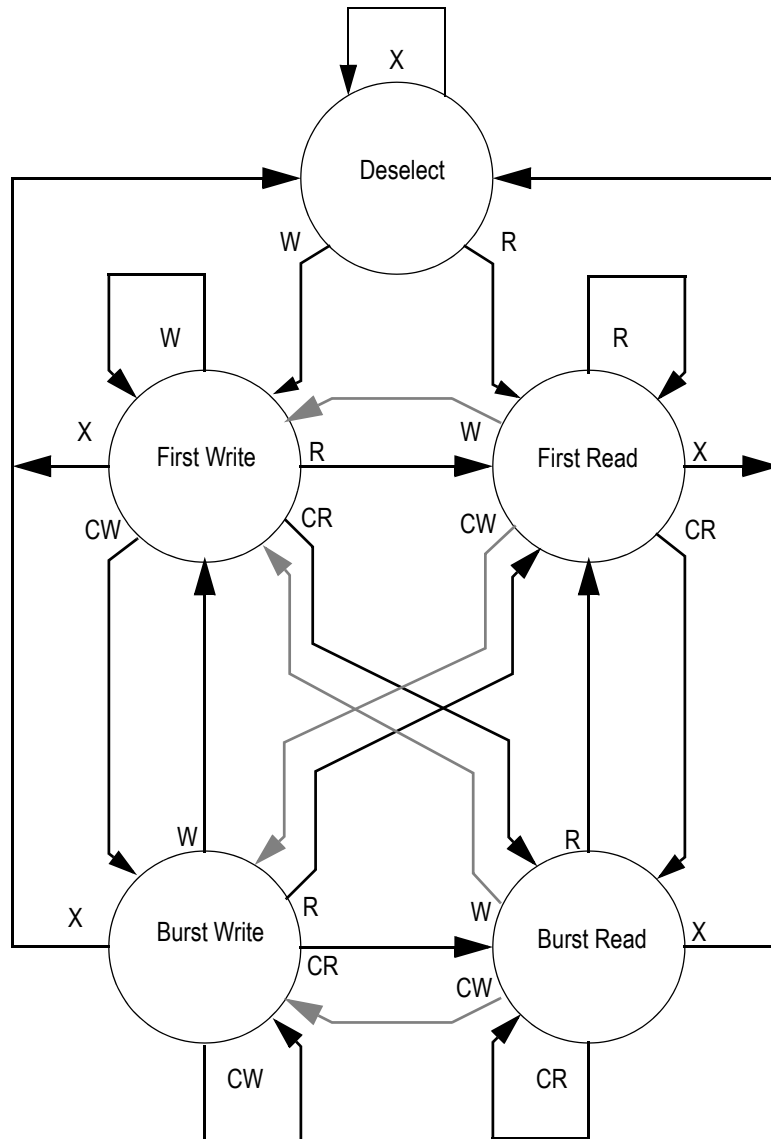 X
Deselect
W
R
W
R
X
W
First Write
R
First Read
X
CW
CR
CW
CR
W
R
X
R
W
Burst Write
Burst Read
X
CR
CW
CW
CR